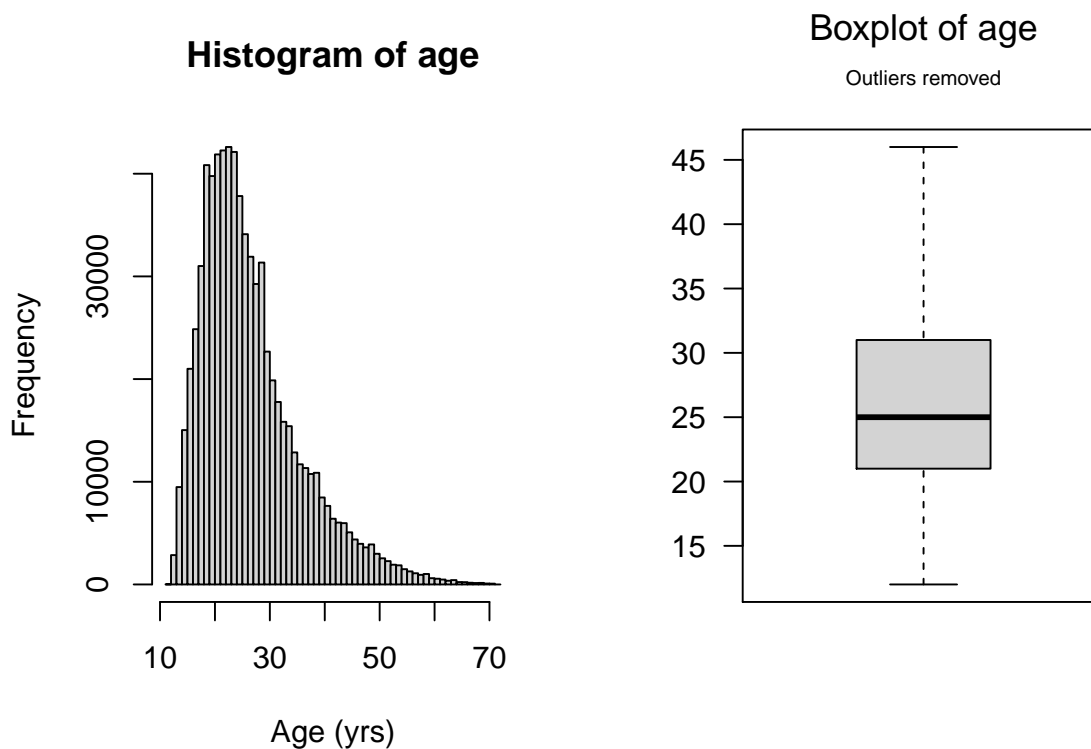 Histogram of age
Frequency
0
10000
30000
10
30
50
70
Age (yrs)
Boxplot of age
Outliers removed
45
40
35
30
25
20
15